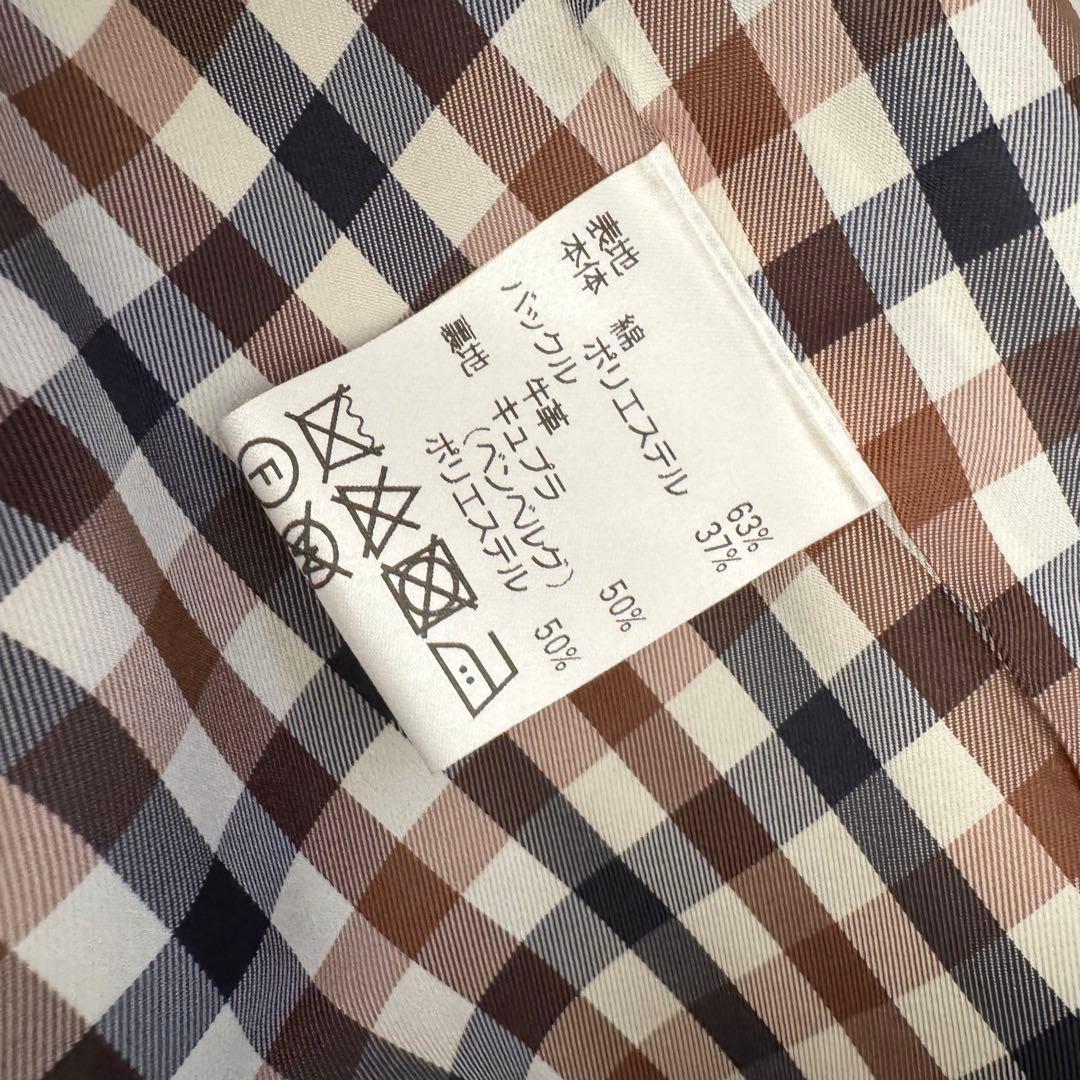 表地
本体 綿 63%
ポリエステル 37%
バックル 牛革
裏地 キュプラ 50%
(ベンベルグ)
ポリエステル 50%
F
W